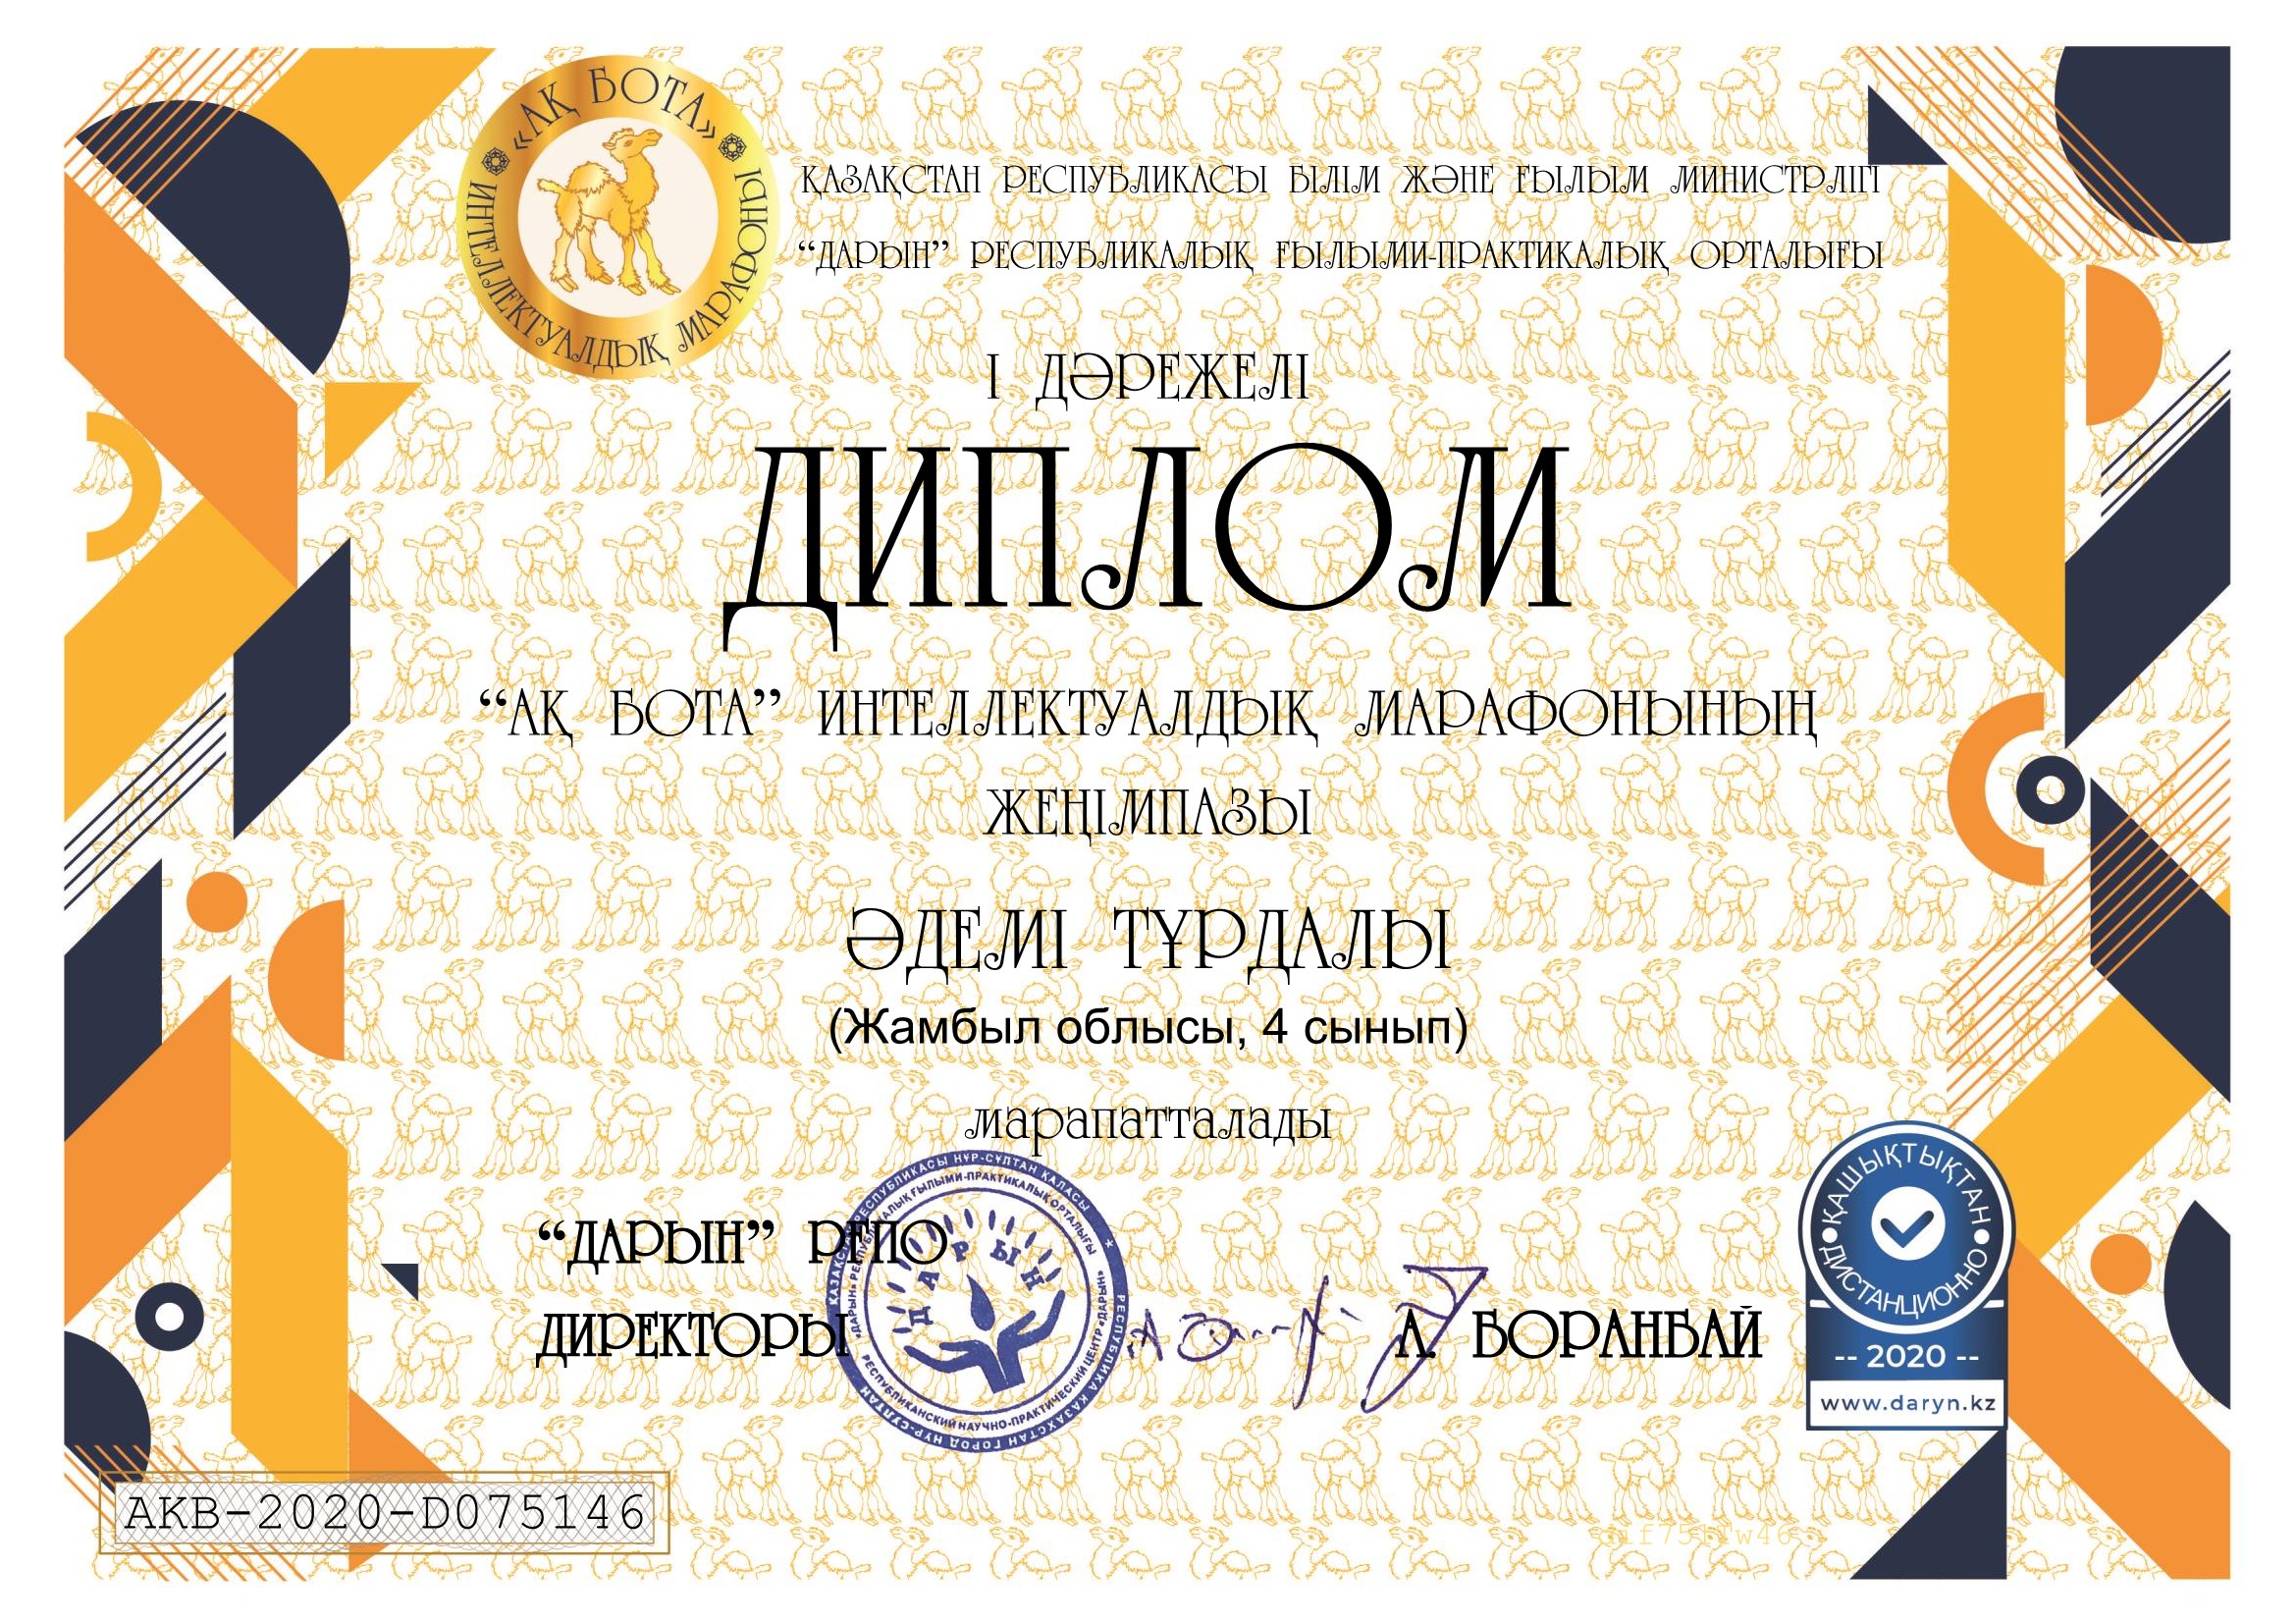 «АҚ БОТА»
ИНТЕЛЛЕКТУАЛДЫҚ МАРАФОНЫ
ҚАЗАҚСТАН РЕСПУБЛИКАСЫ БІЛІМ ЖӘНЕ ҒЫЛЫМ МИНИСТРЛІГІ
“ДАРЫН” РЕСПУБЛИКАЛЫҚ ҒЫЛЫМИ-ПРАКТИКАЛЫҚ ОРТАЛЫҒЫ
І ДӘРЕЖЕЛІ
ДИПЛОМ
“АҚ БОТА” ИНТЕЛЛЕКТУАЛДЫҚ МАРАФОНЫНЫҢ
ЖЕҢІМПАЗЫ
ӘДЕМІ ТҰРДАЛЫ
(Жамбыл облысы, 4 сынып)
марапатталады
“ДАРЫН” РҒПО
ДИРЕКТОРЫ
А. БОРАНБАЙ
ҚАЗАҚСТАН РЕСПУБЛИКАСЫ НҰР-СҰЛТАН ҚАЛАСЫ
РЕСПУБЛИКА КАЗАХСТАН ГОРОД НУР-СУЛТАН
«ДАРЫН» РЕСПУБЛИКАЛЫҚ ҒЫЛЫМИ-ПРАКТИКАЛЫҚ ОРТАЛЫҒЫ
РЕСПУБЛИКАНСКИЙ НАУЧНО-ПРАКТИЧЕСКИЙ ЦЕНТР «ДАРЫН»
ДАРЫН
ҚАШЫҚТЫҚТАН
ДИСТАНЦИОННО
-- 2020 --
www.daryn.kz
AKB-2020-D075146